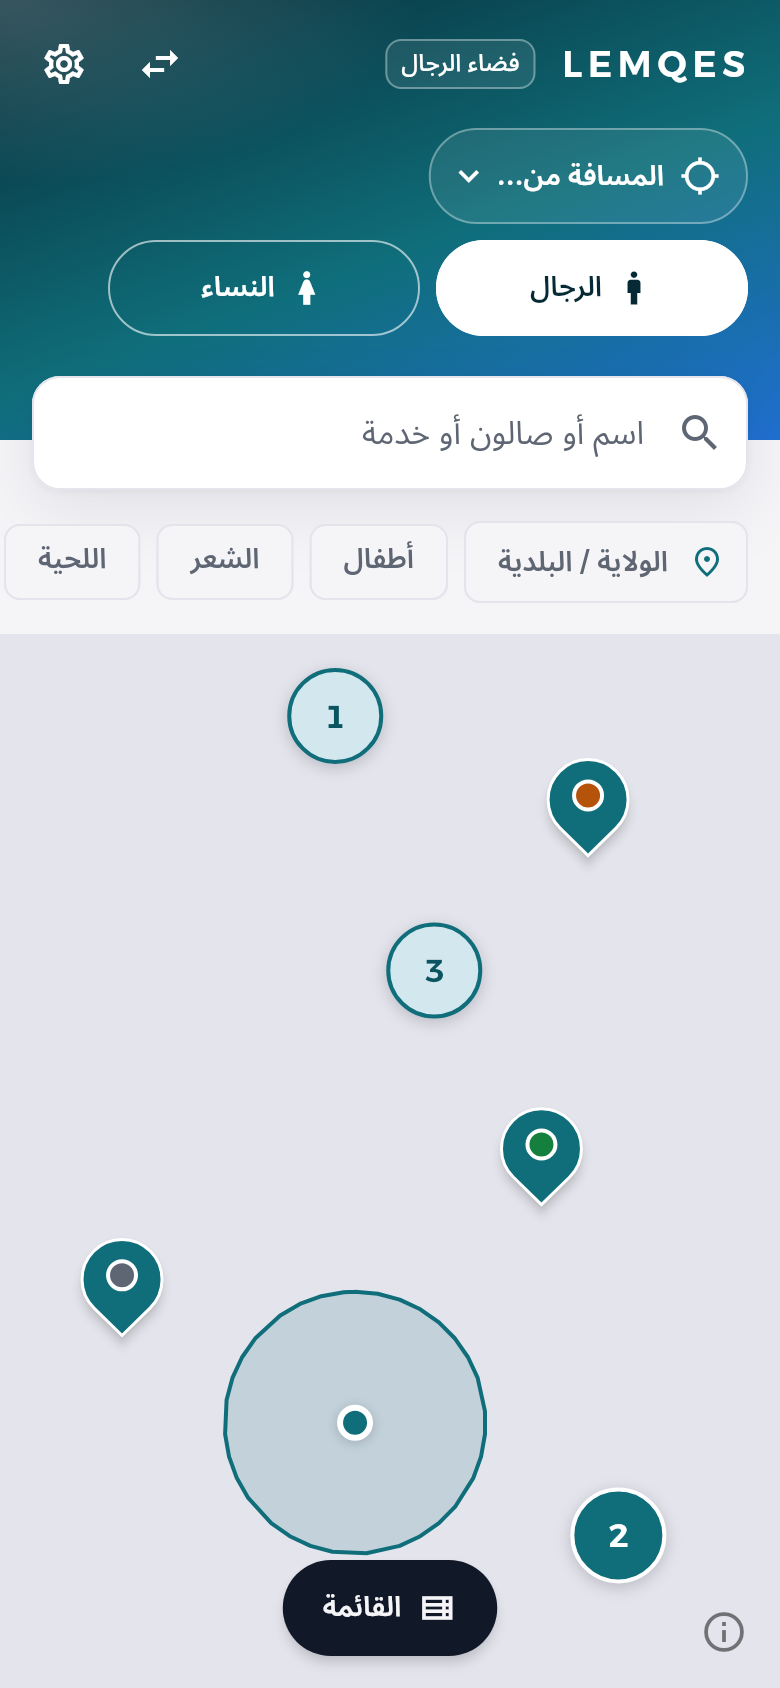 LEMQES فضاء الرجال
المسافة من...
الرجال
النساء
اسم أو صالون أو خدمة
الولاية / البلدية
أطفال
الشعر
اللحية
1
3
2
القائمة